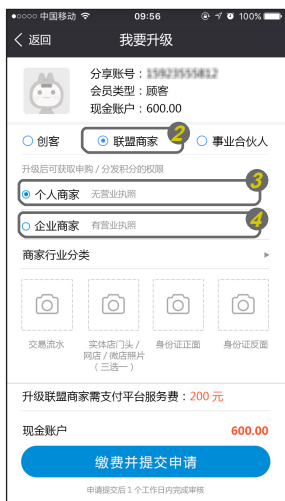 中国移动 09:56 100%
返回 我要升级
分享账号：
会员类型：顾客
现金账户：600.00
创客 联盟商家 2 事业合伙人
升级后可获取申购 / 分发积分的权限
3
个人商家 无营业执照
4
企业商家 有营业执照
商家行业分类
交易流水 实体店门头 / 身份证正面 身份证反面
网店 / 微店照片
（三选一）
升级联盟商家需支付平台服务费：200 元
现金账户 600.00
缴费并提交申请
申请提交后 1 个工作日内完成审核